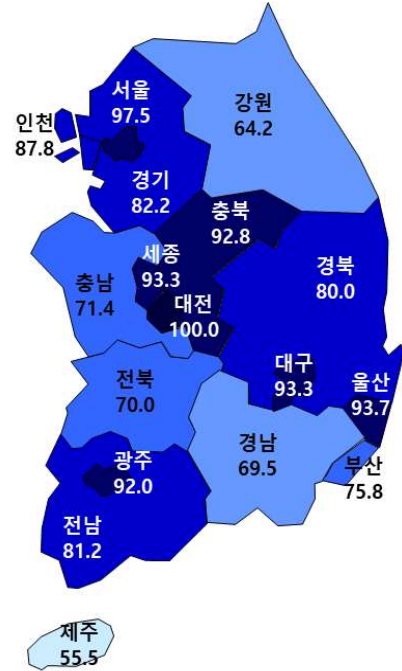 서울
97.5
강원
64.2
인천
87.8
경기
82.2
충북
92.8
세종
93.3
경북
80.0
충남
71.4
대전
100.0
대구
93.3
울산
93.7
전북
70.0
경남
69.5
부산
75.8
광주
92.0
전남
81.2
제주
55.5